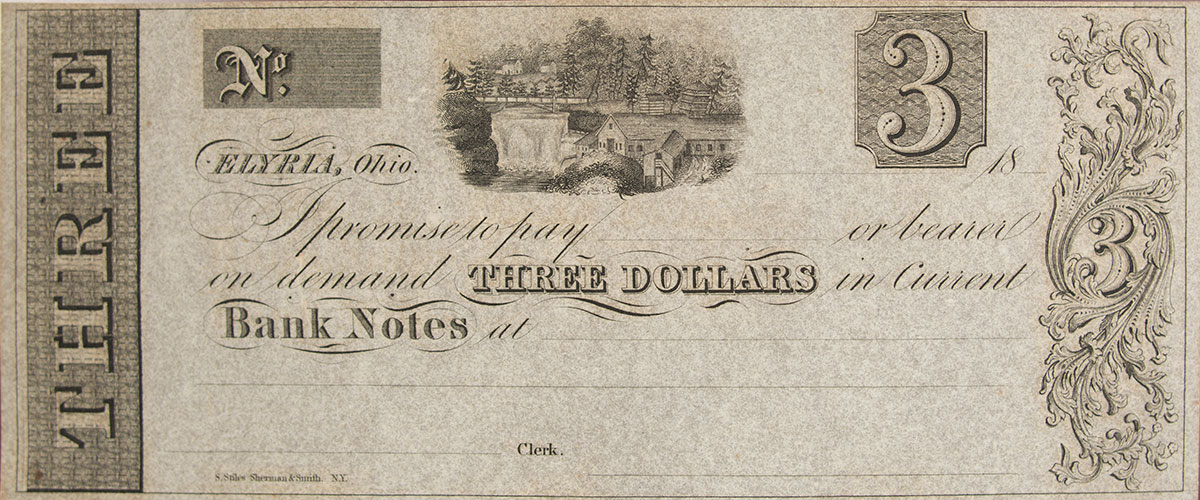 THREE
No.
3
ELYRIA, Ohio.
18
I promise to pay or bearer
on demand THREE DOLLARS in Current
Bank Notes at
3
Clerk.
S. Stiles Sherman & Smith. N.Y.